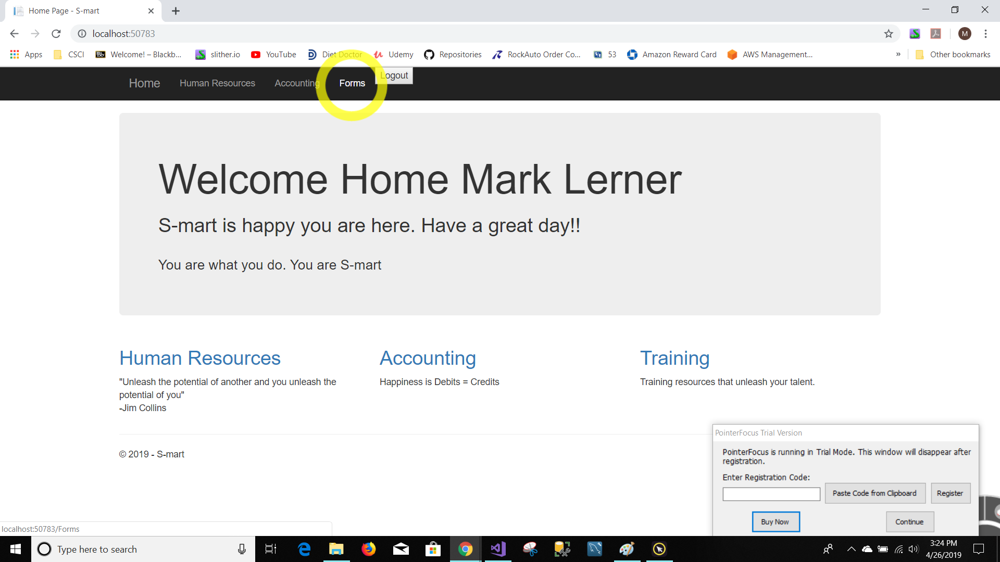 Home Page - S-mart
localhost:50783
M
Apps
CSCI
Bb Welcome! – Blackb...
slither.io
YouTube
Diet Doctor
Udemy
Repositories
RockAuto Order Co...
53
Amazon Reward Card
AWS Management...
»
Other bookmarks
Home
Human Resources
Accounting
Forms
Logout
Welcome Home Mark Lerner
S-mart is happy you are here. Have a great day!!
You are what you do. You are S-mart
Human Resources
"Unleash the potential of another and you unleash the
potential of you"
-Jim Collins
Accounting
Happiness is Debits = Credits
Training
Training resources that unleash your talent.
© 2019 - S-mart
PointerFocus Trial Version
PointerFocus is running in Trial Mode. This window will disappear after
registration.
Enter Registration Code:
Paste Code from Clipboard
Register
Buy Now
Continue
localhost:50783/Forms
Type here to search
3:24 PM
4/26/2019